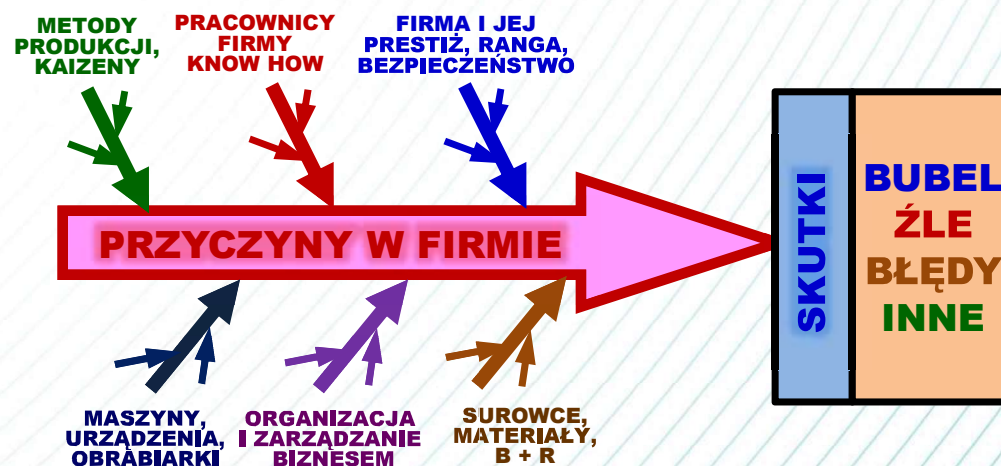 METODY
PRODUKCJI,
KAIZENY
PRACOWNICY
FIRMY
KNOW HOW
FIRMA I JEJ
PRESTIŻ, RANGA,
BEZPIECZEŃSTWO
PRZYCZYNY W FIRMIE
SKUTKI
BUBEL
ŹLE
BŁĘDY
INNE
MASZYNY,
URZĄDZENIA,
OBRABIARKI
ORGANIZACJA
I ZARZĄDZANIE
BIZNESEM
SUROWCE,
MATERIAŁY,
B + R